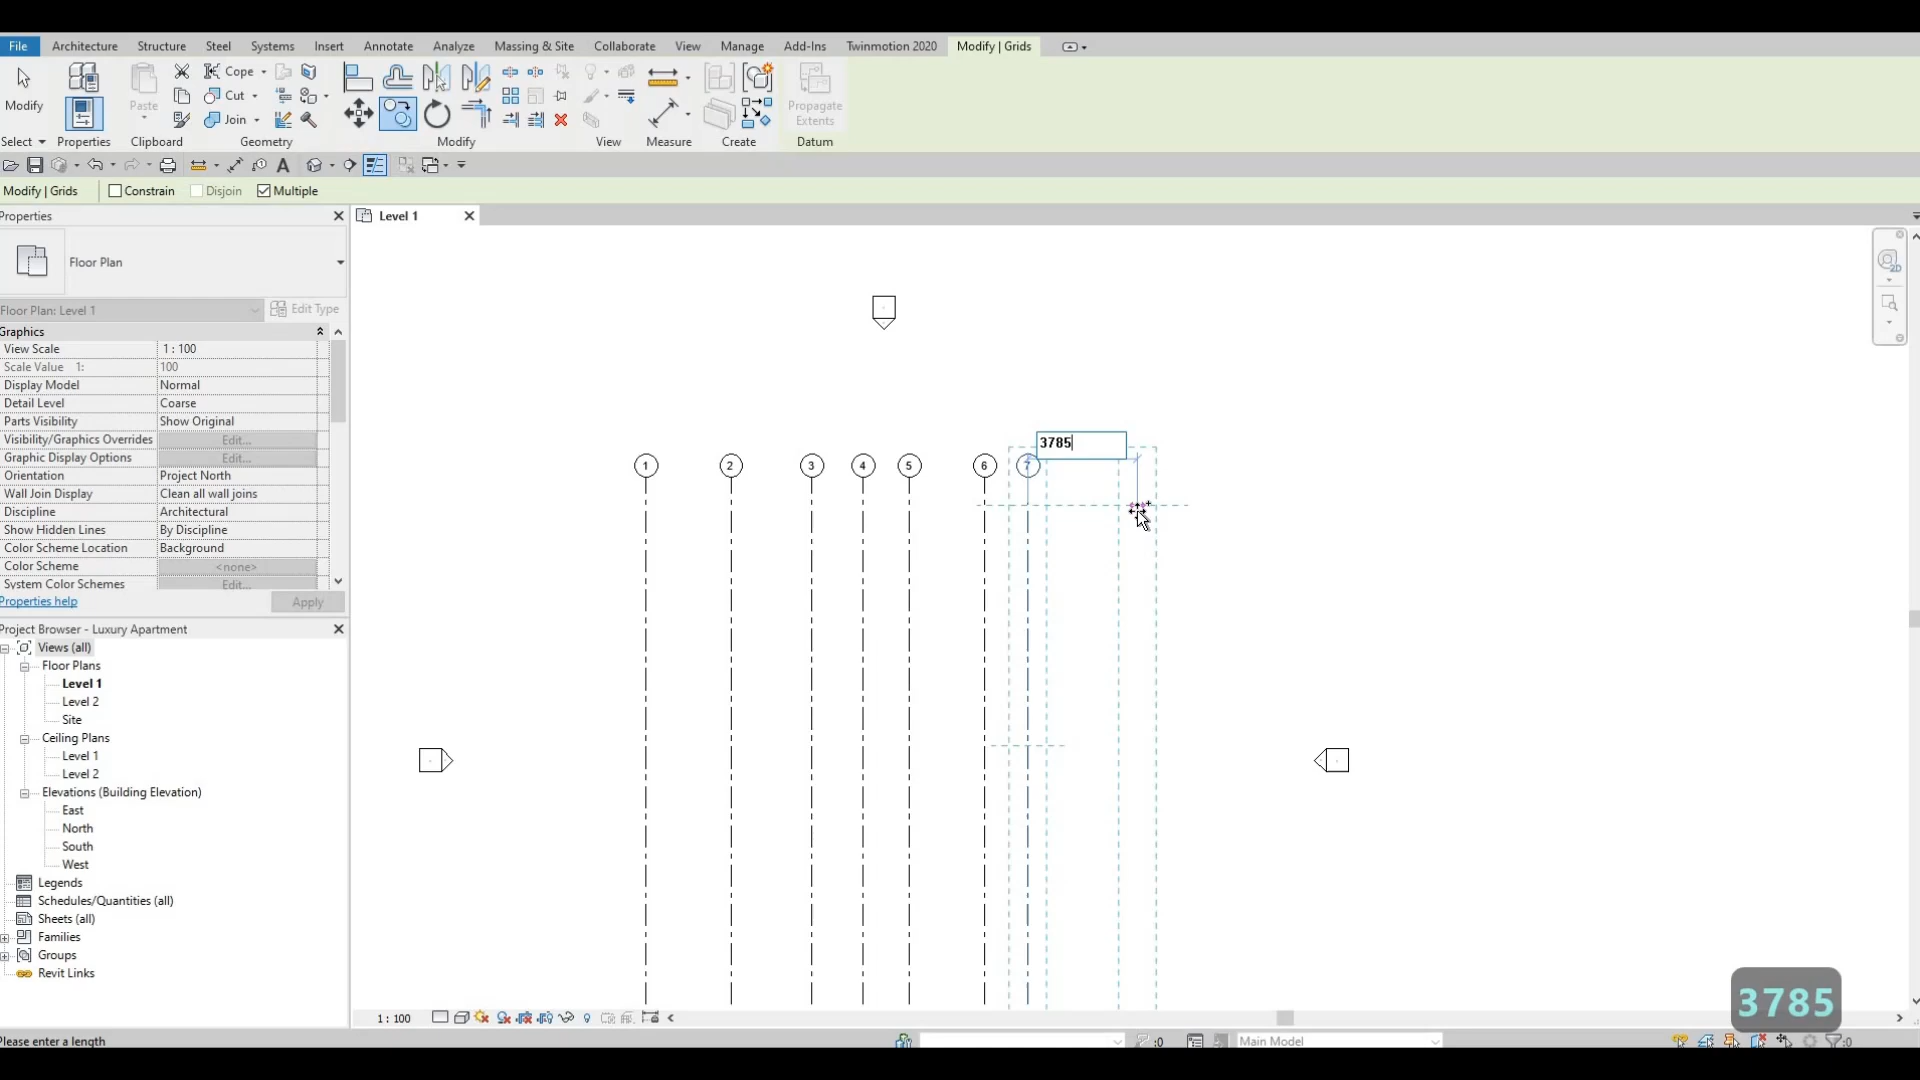 File Architecture Structure Steel Systems Insert Annotate Analyze Massing & Site Collaborate View Manage Add-Ins Twinmotion 2020 Modify | Grids
Cope
Modify Paste Cut Propagate Extents
Join
Select Properties Clipboard Geometry Modify View Measure Create Datum
A
Modify | Grids Constrain Disjoin Multiple
Properties Level 1
2D
Floor Plan
Floor Plan: Level 1 Edit Type
Graphics
View Scale 1 : 100
Scale Value 1: 100
Display Model Normal
Detail Level Coarse
Parts Visibility Show Original
Visibility/Graphics Overrides Edit...
3785
Graphic Display Options Edit...
1 2 3 4 5 6 7
Orientation Project North
Wall Join Display Clean all wall joins
Discipline Architectural
Show Hidden Lines By Discipline
Color Scheme Location Background
Color Scheme <none>
System Color Schemes Edit...
Properties help Apply
Project Browser - Luxury Apartment
Views (all)
Floor Plans
Level 1
Level 2
Site
Ceiling Plans
Level 1
Level 2
Elevations (Building Elevation)
East
North
South
West
Legends
Schedules/Quantities (all)
Sheets (all)
Families
Groups
Revit Links
3785
1 : 100
Please enter a length :0 Main Model :0